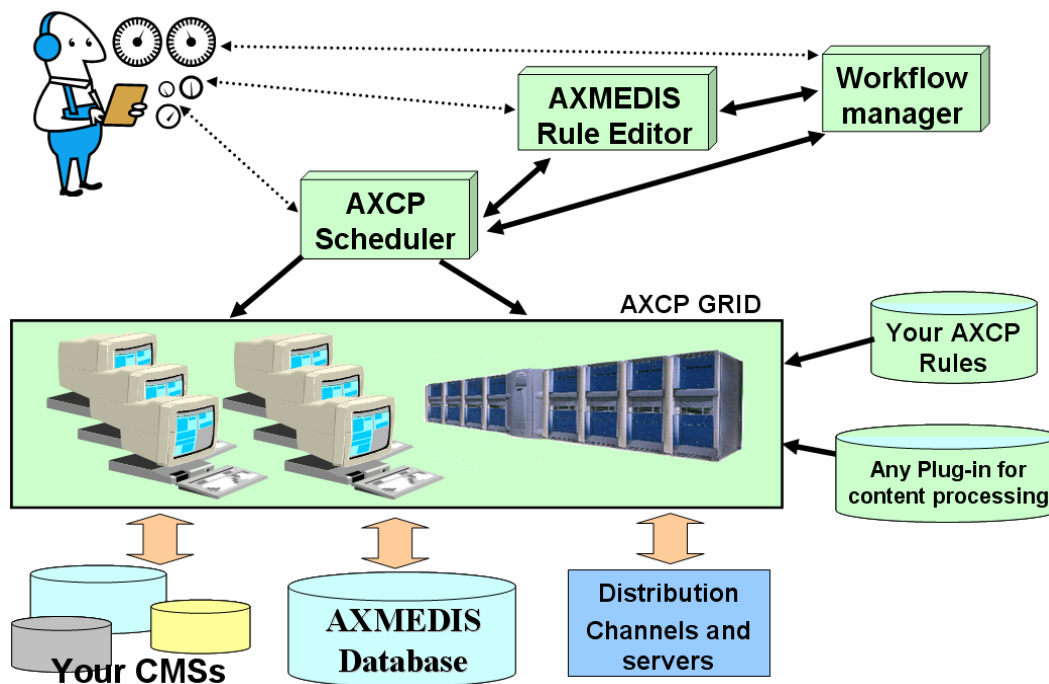 Workflow
manager
AXMEDIS
Rule Editor
AXCP
Scheduler
AXCP GRID
Your AXCP
Rules
Any Plug-in for
content processing
Your CMSs
AXMEDIS
Database
Distribution
Channels and
servers